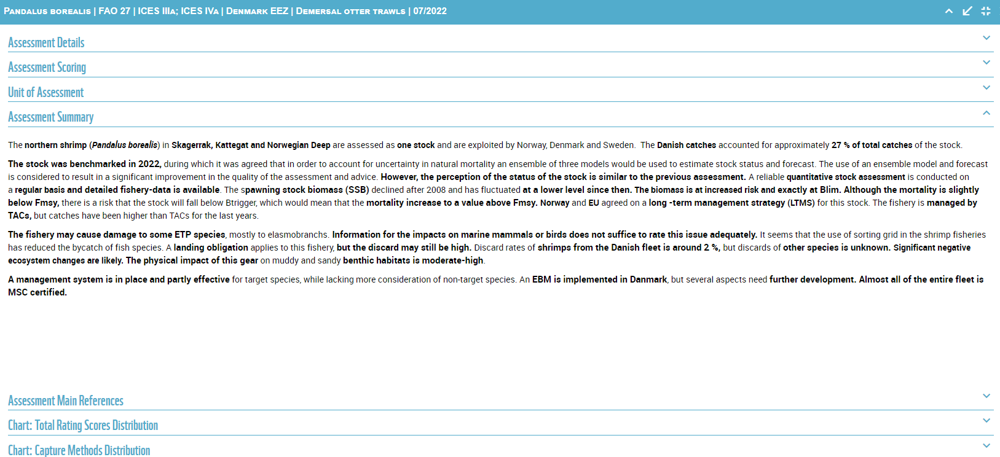 Pandalus borealis | FAO 27 | ICES IIIa; ICES IVa | Denmark EEZ | Demersal otter trawls | 07/2022
Assessment Details
Assessment Scoring
Unit of Assessment
Assessment Summary
The northern shrimp (Pandalus borealis) in Skagerrak, Kattegat and Norwegian Deep are assessed as one stock and are exploited by Norway, Denmark and Sweden.  The Danish catches accounted for approximately 27 % of total catches of the stock.
The stock was benchmarked in 2022, during which it was agreed that in order to account for uncertainty in natural mortality an ensemble of three models would be used to estimate stock status and forecast. The use of an ensemble model and forecast
is considered to result in a significant improvement in the quality of the assessment and advice. However, the perception of the status of the stock is similar to the previous assessment. A reliable quantitative stock assessment is conducted on
a regular basis and detailed fishery-data is available. The spawning stock biomass (SSB) declined after 2008 and has fluctuated at a lower level since then. The biomass is at increased risk and exactly at Blim. Although the mortality is slightly
below Fmsy, there is a risk that the stock will fall below Btrigger, which would mean that the mortality increase to a value above Fmsy. Norway and EU agreed on a long -term management strategy (LTMS) for this stock. The fishery is managed by
TACs, but catches have been higher than TACs for the last years.
The fishery may cause damage to some ETP species, mostly to elasmobranchs. Information for the impacts on marine mammals or birds does not suffice to rate this issue adequately. It seems that the use of sorting grid in the shrimp fisheries
has reduced the bycatch of fish species. A landing obligation applies to this fishery, but the discard may still be high. Discard rates of shrimps from the Danish fleet is around 2 %, but discards of other species is unknown. Significant negative
ecosystem changes are likely. The physical impact of this gear on muddy and sandy benthic habitats is moderate-high.
A management system is in place and partly effective for target species, while lacking more consideration of non-target species. An EBM is implemented in Danmark, but several aspects need further development. Almost all of the entire fleet is
MSC certified.
Assessment Main References
Chart: Total Rating Scores Distribution
Chart: Capture Methods Distribution